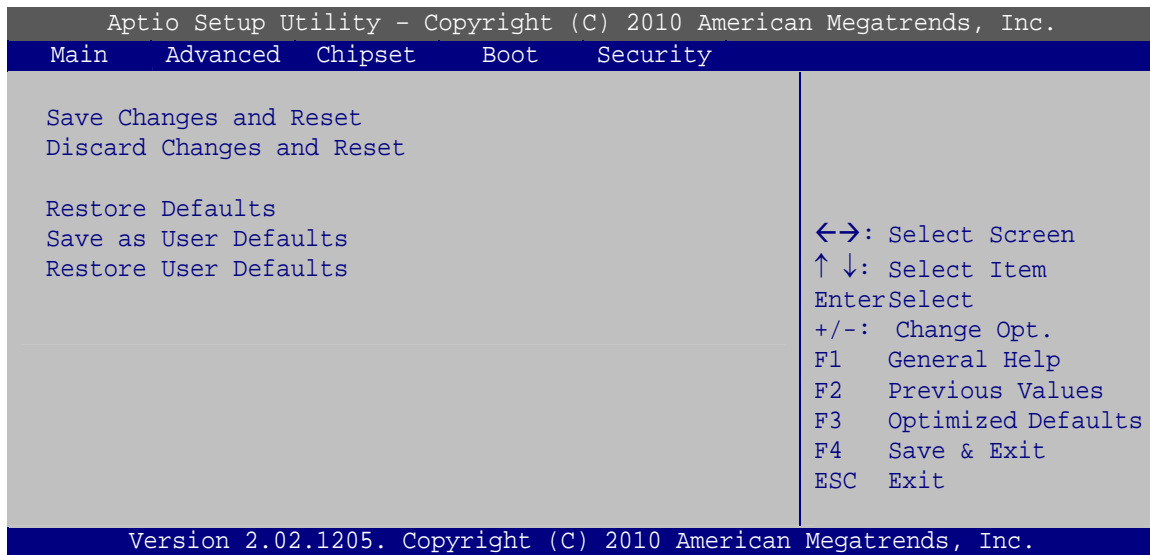 Aptio Setup Utility – Copyright (C) 2010 American Megatrends, Inc.
Main Advanced Chipset Boot Security
Save Changes and Reset
Discard Changes and Reset
Restore Defaults
Save as User Defaults
Restore User Defaults
←→: Select Screen
↑ ↓: Select Item
EnterSelect
+/-: Change Opt.
F1 General Help
F2 Previous Values
F3 Optimized Defaults
F4 Save & Exit
ESC Exit
Version 2.02.1205. Copyright (C) 2010 American Megatrends, Inc.